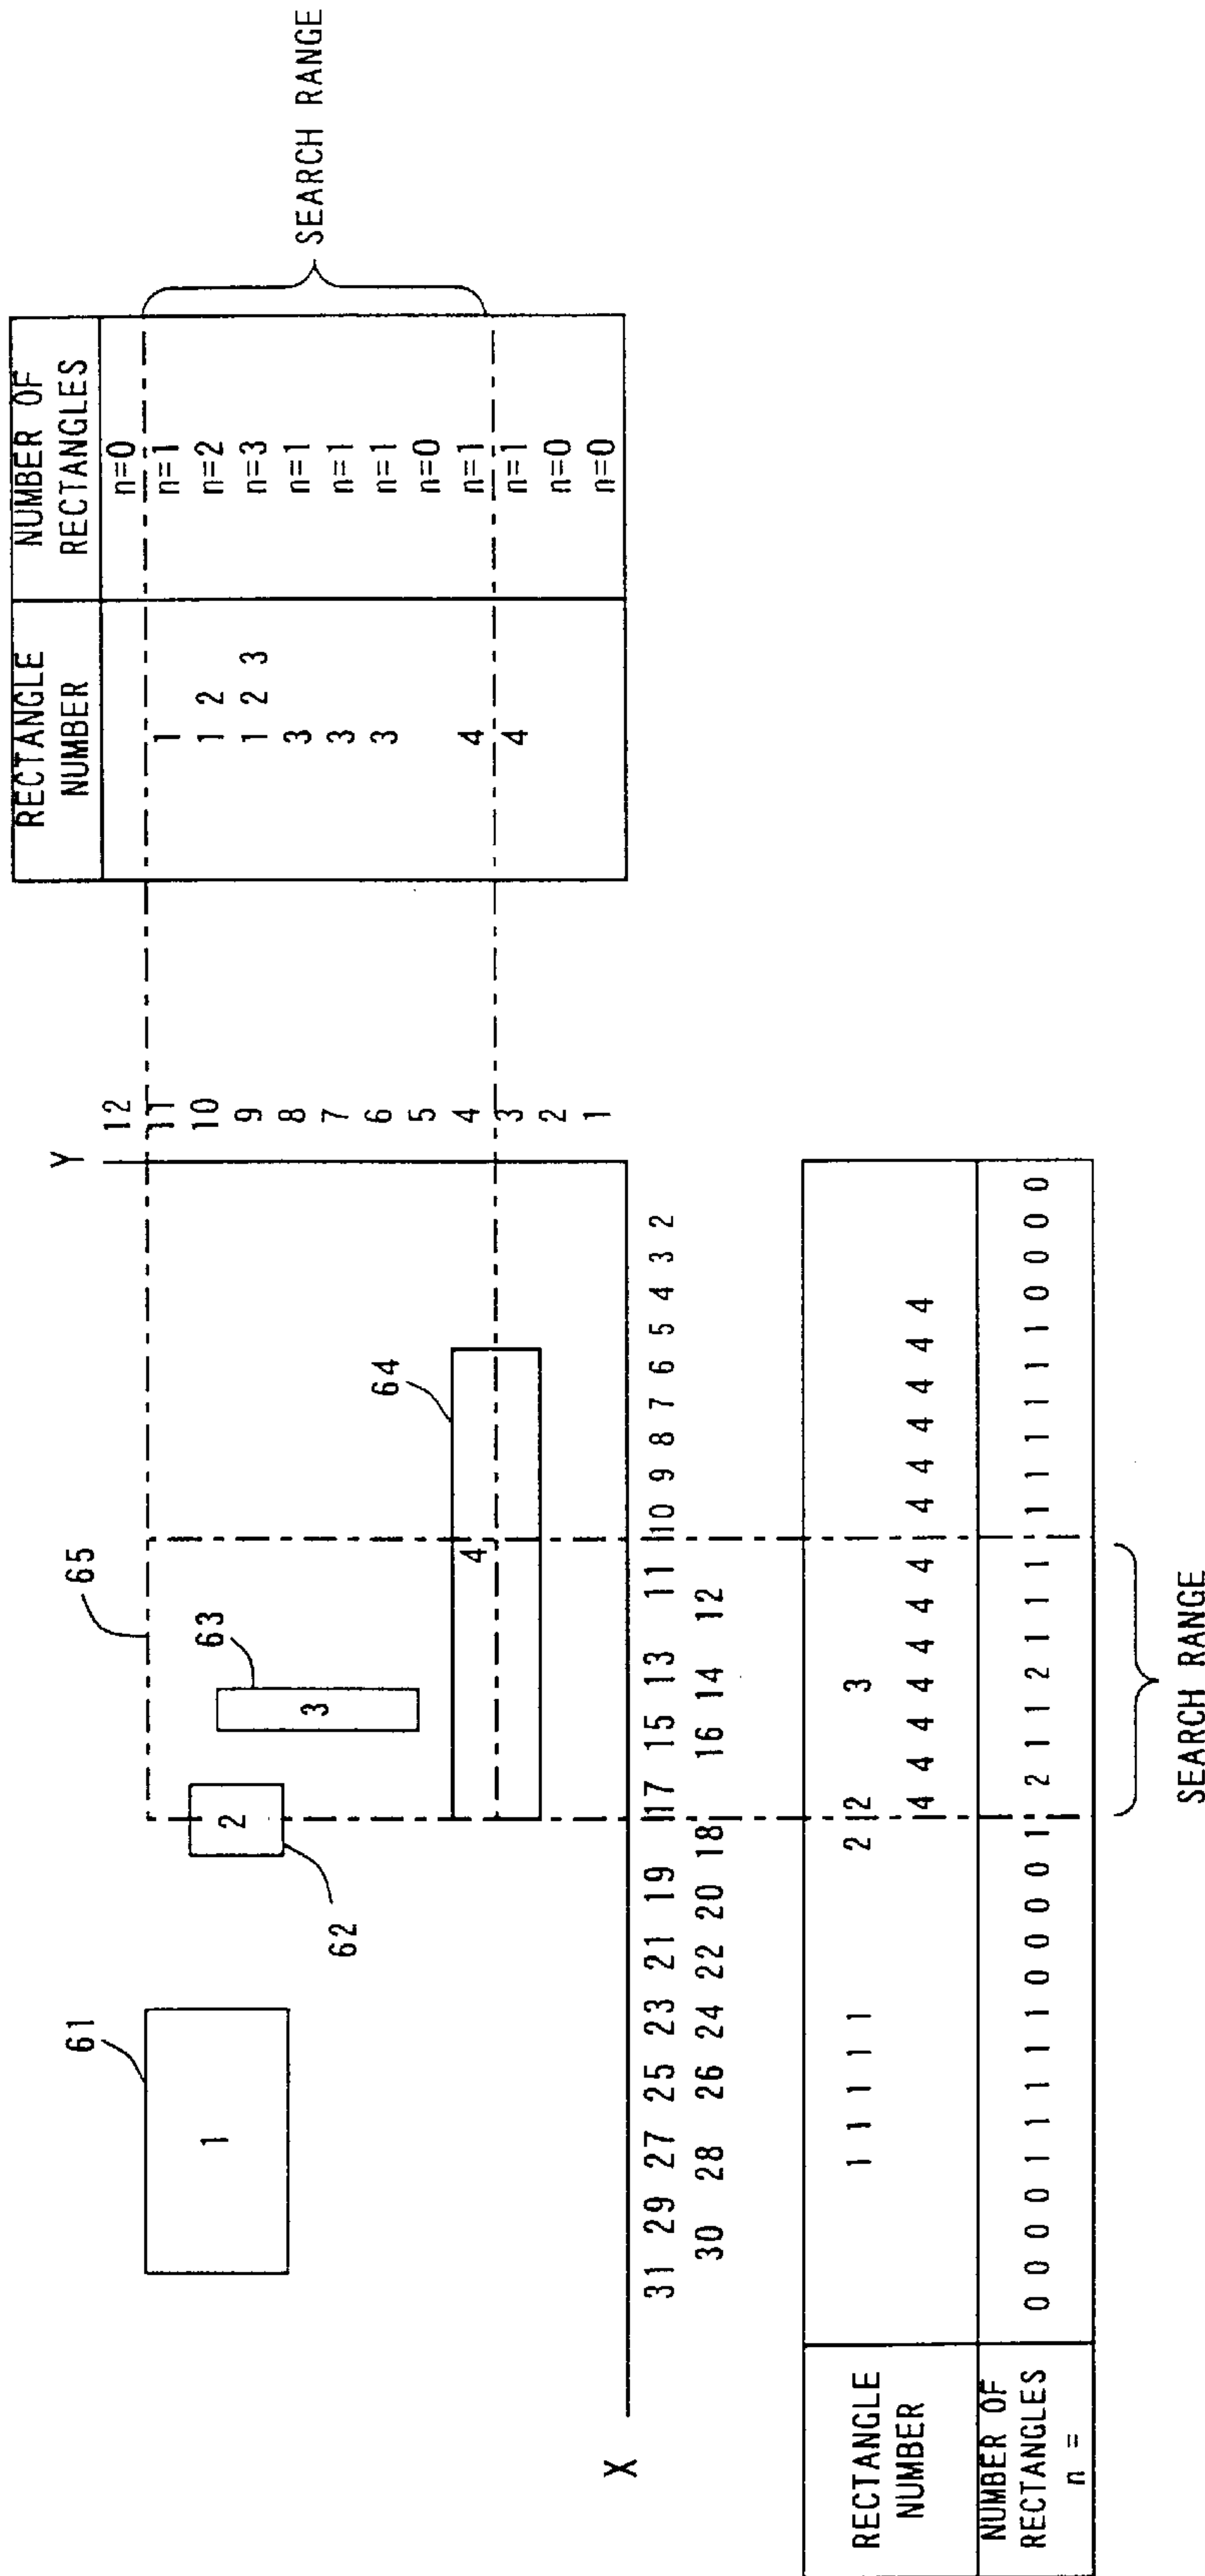 RECTANGLE NUMBER
NUMBER OF RECTANGLES
n=0
1 n=1
1 2 n=2
1 2 3 n=3
3 n=1
3 n=1
3 n=1
n=0
4 n=1
4 n=1
n=0
n=0
SEARCH RANGE
Y
12
11
10
9
8
7
6
5
4
3
2
1
61
1
62
2
63
3
64
4
65
X
31 29 27 25 23 21 19 17 15 13 11 10 9 8 7 6 5 4 3 2
30 28 26 24 22 20 18 16 14 12
RECTANGLE NUMBER
1 1 1 1 1 2 2 3
4 4 4 4 4 4 4 4 4 4 4 4 4
NUMBER OF RECTANGLES n =
0 0 0 0 1 1 1 1 1 0 0 0 0 1 2 1 1 2 1 1 1 1 1 1 1 1 1 0 0 0 0
SEARCH RANGE